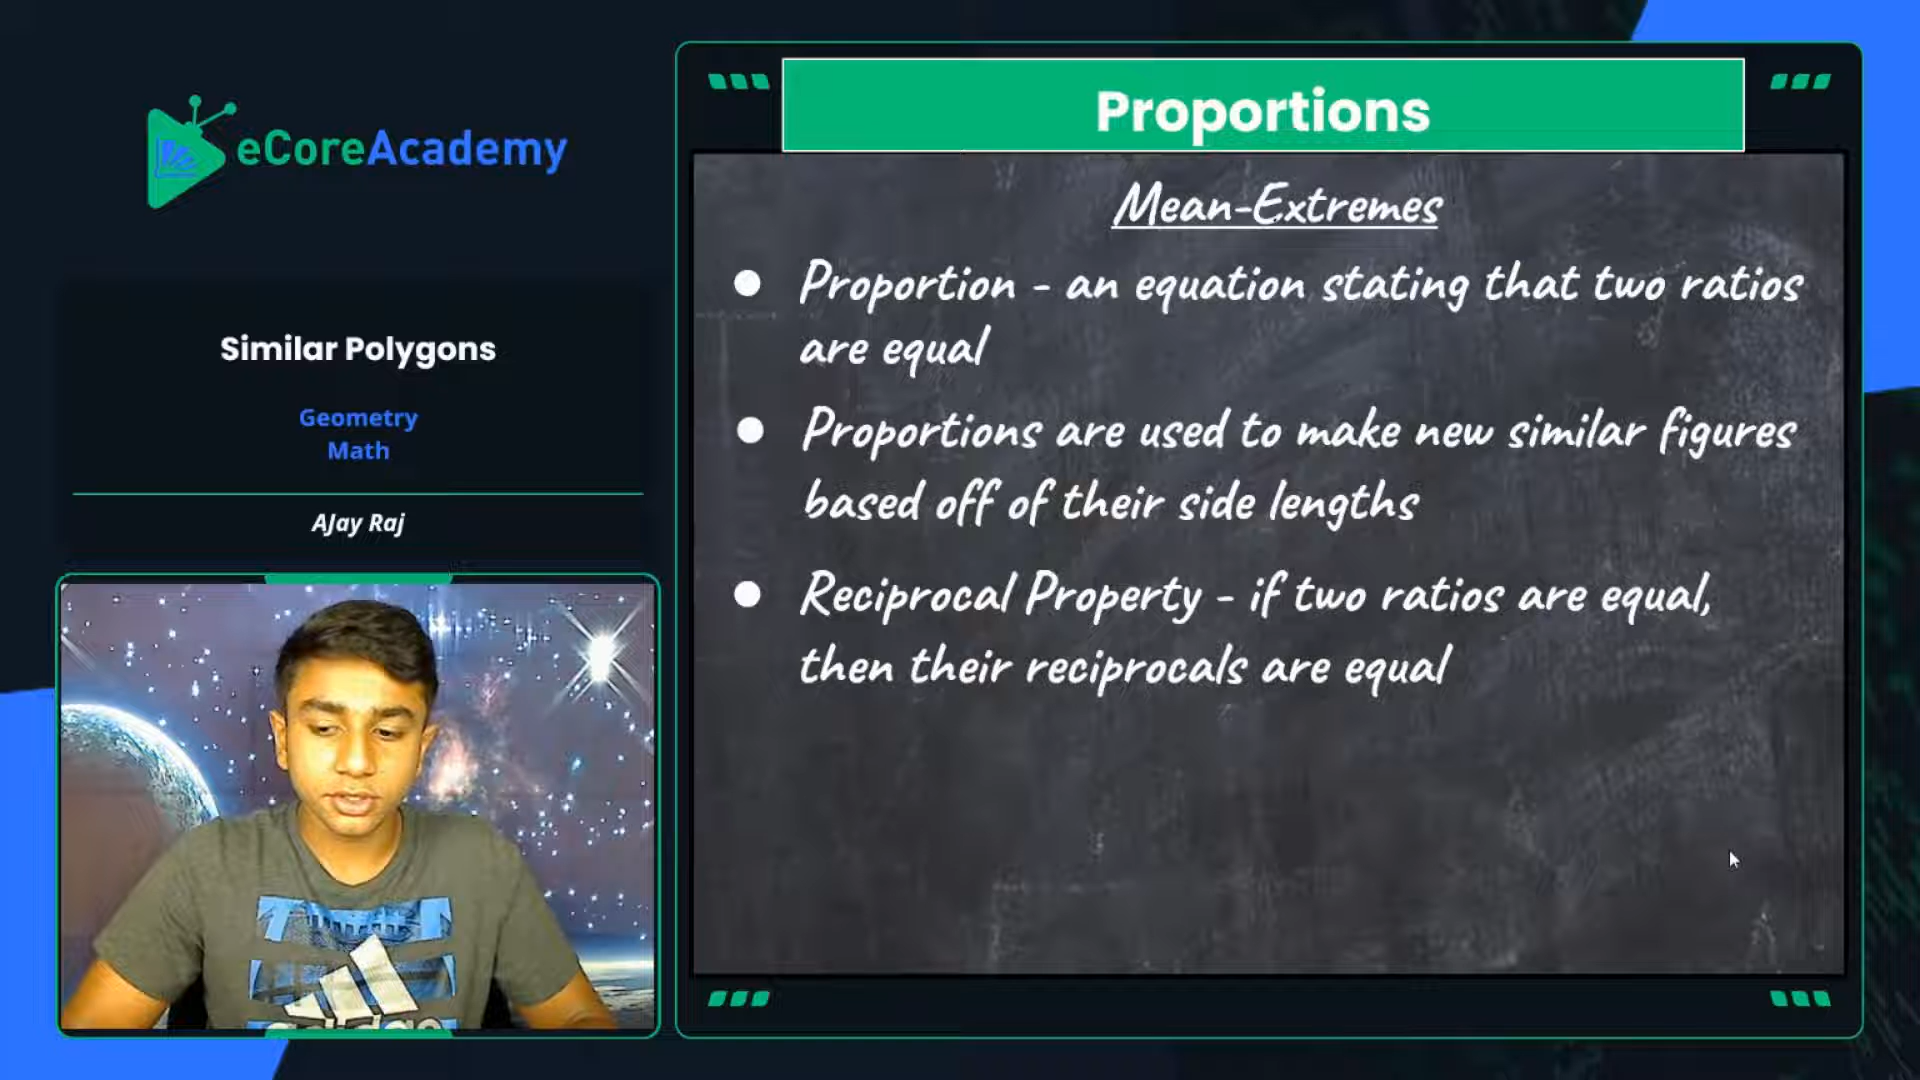 eCoreAcademy
Similar Polygons
Geometry
Math
AJay Raj
Proportions
Mean-Extremes
● Proportion - an equation stating that two ratios
are equal
● Proportions are used to make new similar figures
based off of their side lengths
● Reciprocal Property - if two ratios are equal,
then their reciprocals are equal
adidas